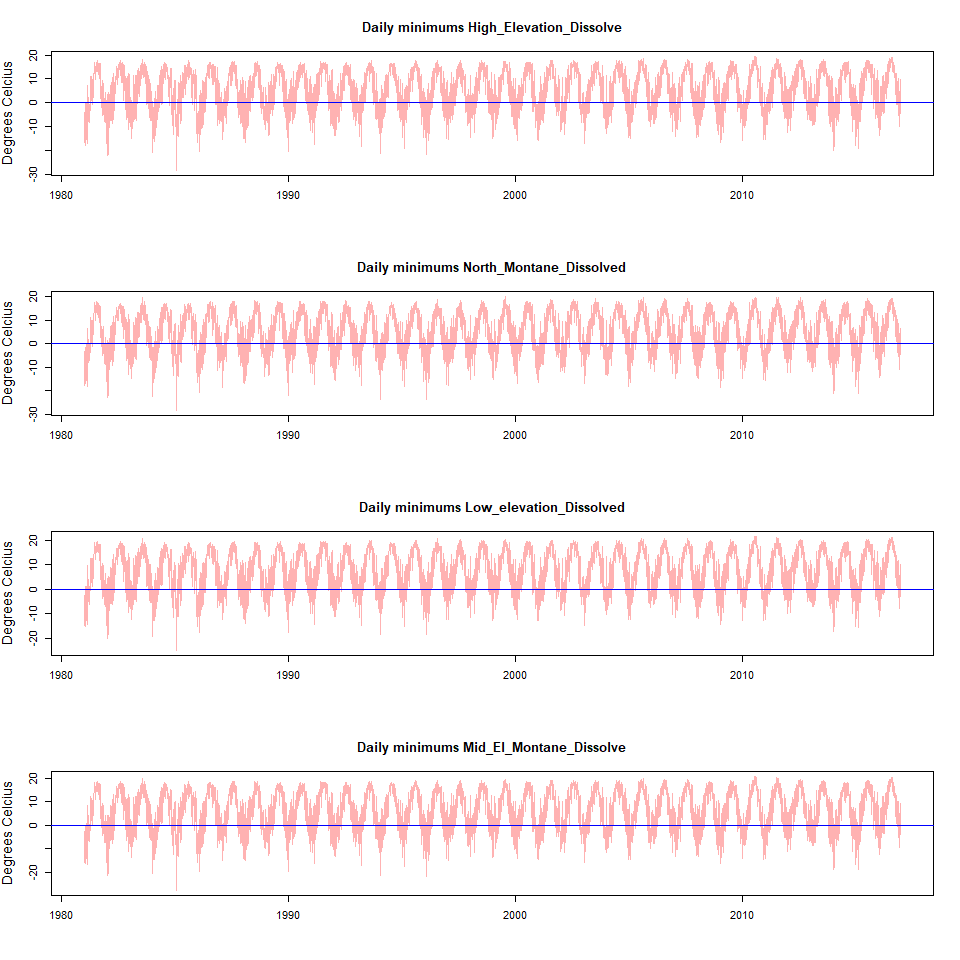 Daily minimums High_Elevation_Dissolve
Degrees Celcius
20
10
0
-10
-30
1980 1990 2000 2010
Daily minimums North_Montane_Dissolved
Degrees Celcius
20
10
0
-10
-30
1980 1990 2000 2010
Daily minimums Low_elevation_Dissolved
Degrees Celcius
20
10
0
-10
-20
1980 1990 2000 2010
Daily minimums Mid_El_Montane_Dissolve
Degrees Celcius
20
10
0
-20
1980 1990 2000 2010